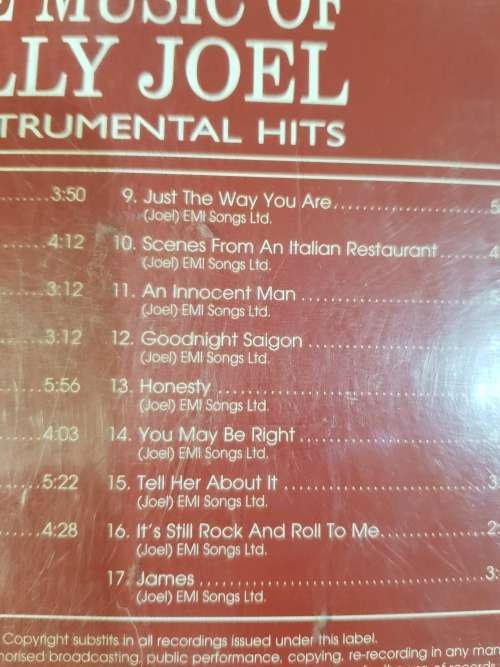 MUSIC OF
LLY JOEL
TRUMENTAL HITS
3:50
4:12
3:12
3:12
5:56
4:03
5:22
4:28
9. Just The Way You Are
(Joel) EMI Songs Ltd.
10. Scenes From An Italian Restaurant
(Joel) EMI Songs Ltd.
11. An Innocent Man
(Joel) EMI Songs Ltd.
12. Goodnight Saigon
(Joel) EMI Songs Ltd.
13. Honesty
(Joel) EMI Songs Ltd.
14. You May Be Right
(Joel) EMI Songs Ltd.
15. Tell Her About It
(Joel) EMI Songs Ltd.
16. It's Still Rock And Roll To Me
(Joel) EMI Songs Ltd.
17. James
(Joel) EMI Songs Ltd.
Copyright substits in all recordings issued under this label.
horised broadcasting, public performance, copying, re-recording in any